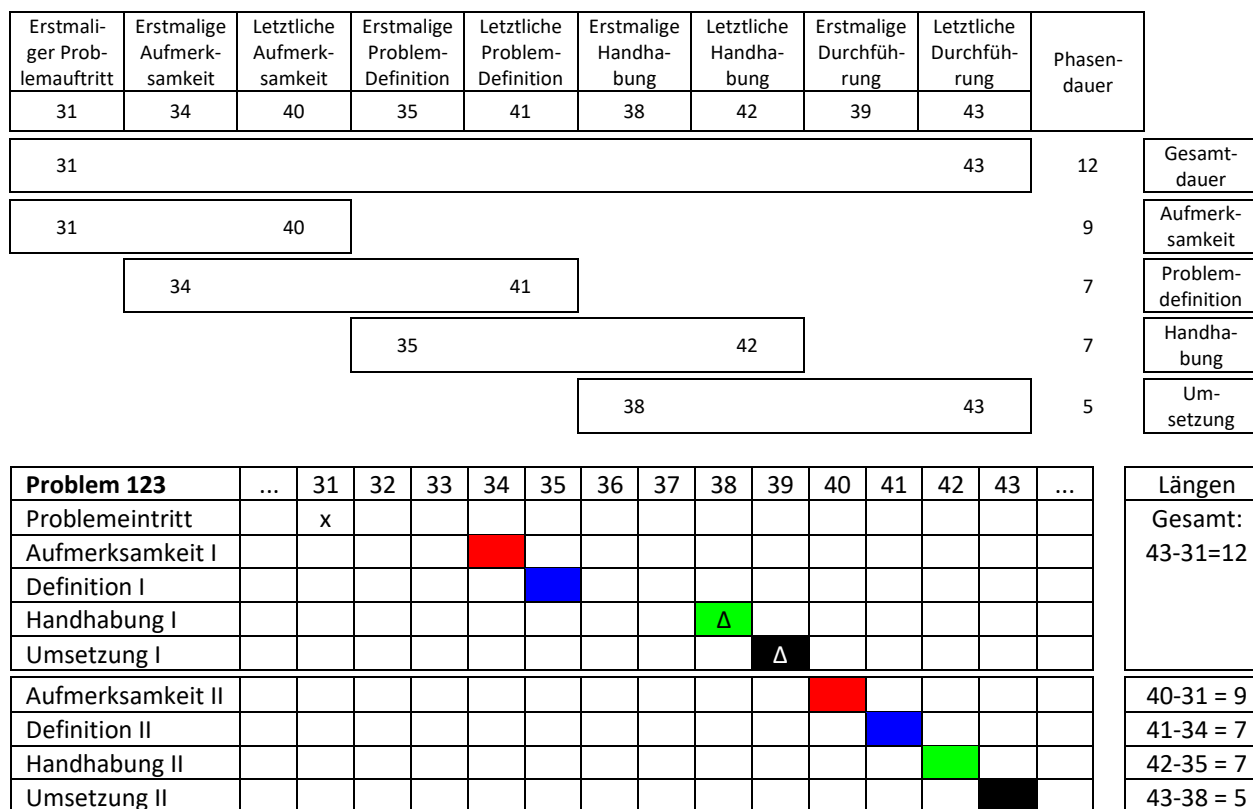 Erstmali- Erstmalige Letztliche Erstmalige Letztliche Erstmalige Letztliche Erstmalige Letztliche
ger Prob- Aufmerk- Aufmerk- Problem- Problem- Handha- Handha- Durchfüh- Durchfüh- Phasen-
lemauftritt samkeit samkeit Definition Definition bung bung rung rung dauer
31 34 40 35 41 38 42 39 43
31 43 12 Gesamt-
dauer
31 40 9 Aufmerk-
samkeit
34 41 7 Problem-
definition
35 42 7 Handha-
bung
38 43 5 Um-
setzung
Problem 123 ... 31 32 33 34 35 36 37 38 39 40 41 42 43 ... Längen
Problemeintritt x Gesamt:
Aufmerksamkeit I 43-31=12
Definition I
Handhabung I Δ
Umsetzung I Δ
Aufmerksamkeit II 40-31 = 9
Definition II 41-34 = 7
Handhabung II 42-35 = 7
Umsetzung II 43-38 = 5